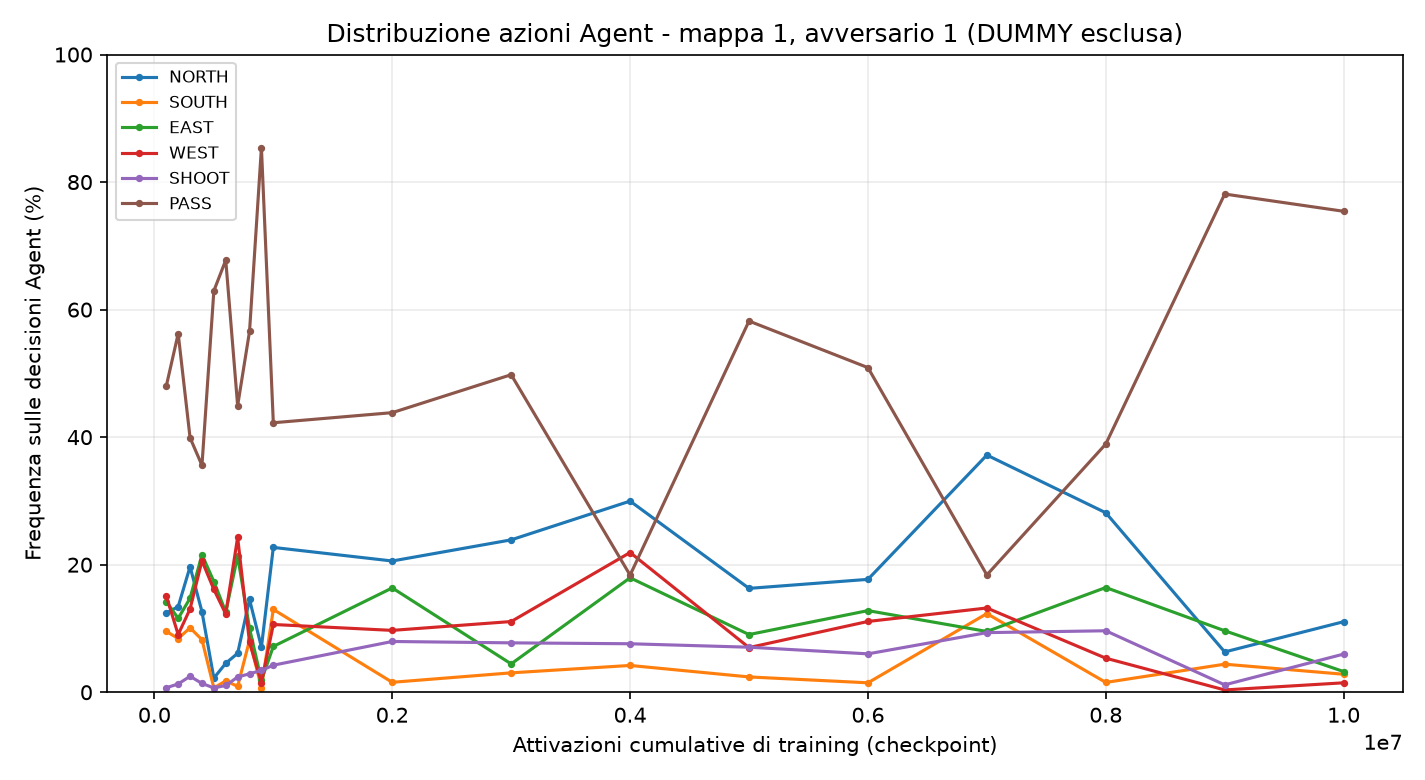 Distribuzione azioni Agent - mappa 1, avversario 1 (DUMMY esclusa)
Frequenza sulle decisioni Agent (%)
100
80
60
40
20
0
NORTH
SOUTH
EAST
WEST
SHOOT
PASS
0.0 0.2 0.4 0.6 0.8 1.0
1e7
Attivazioni cumulative di training (checkpoint)